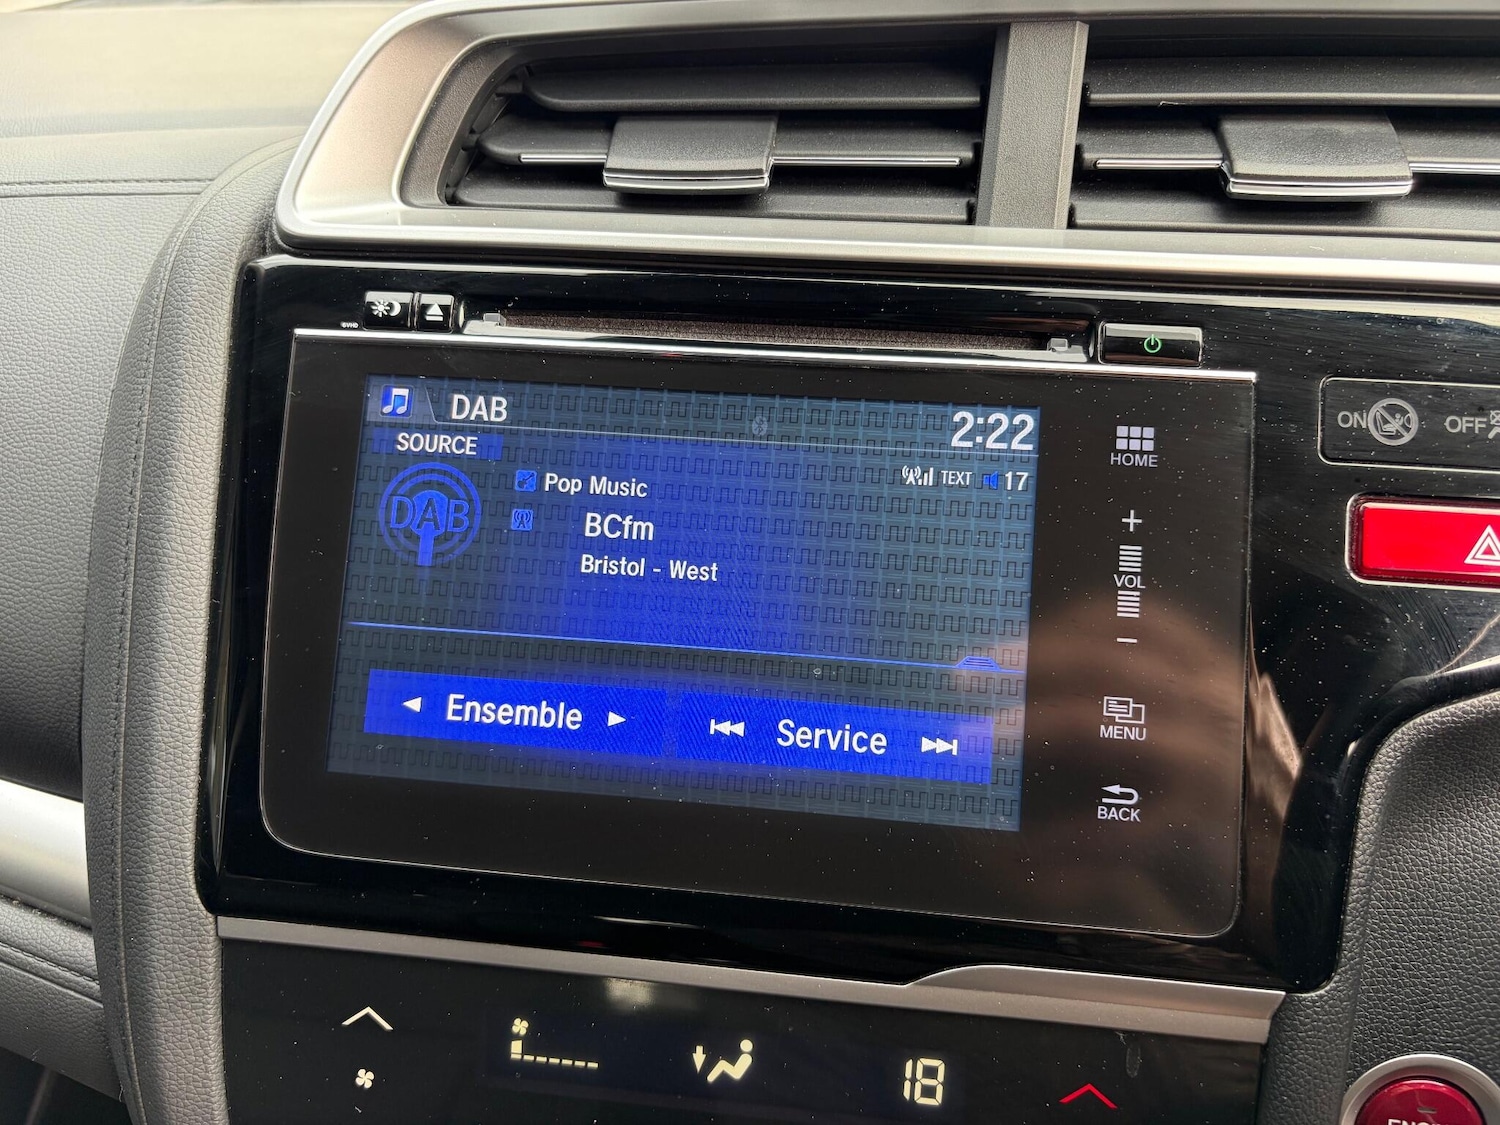 DAB
2:22
SOURCE
TEXT
17
Pop Music
DAB
BCfm
Bristol - West
Ensemble
Service
HOME
+
VOL
-
MENU
BACK
ON
OFF
18